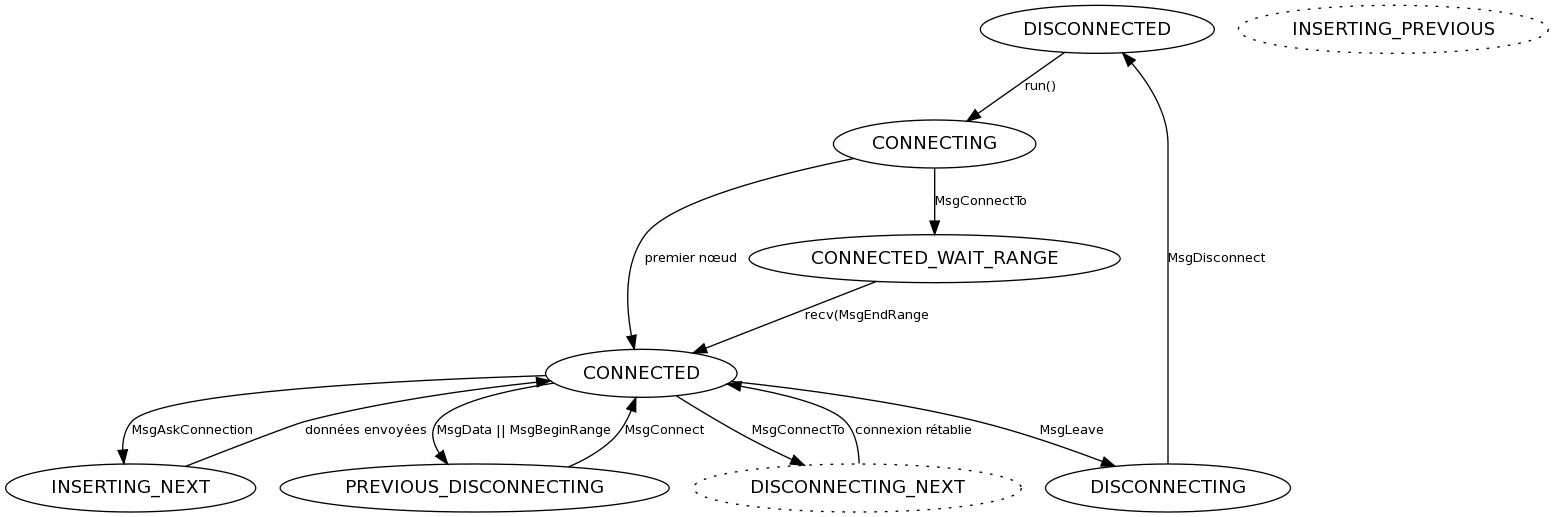 DISCONNECTED
INSERTING_PREVIOUS
run()
CONNECTING
MsgConnectTo
premier nœud
CONNECTED_WAIT_RANGE
MsgDisconnect
recv(MsgEndRange
CONNECTED
MsgAskConnection
données envoyées
MsgData || MsgBeginRange
MsgConnect
MsgConnectTo
connexion rétablie
MsgLeave
INSERTING_NEXT
PREVIOUS_DISCONNECTING
DISCONNECTING_NEXT
DISCONNECTING